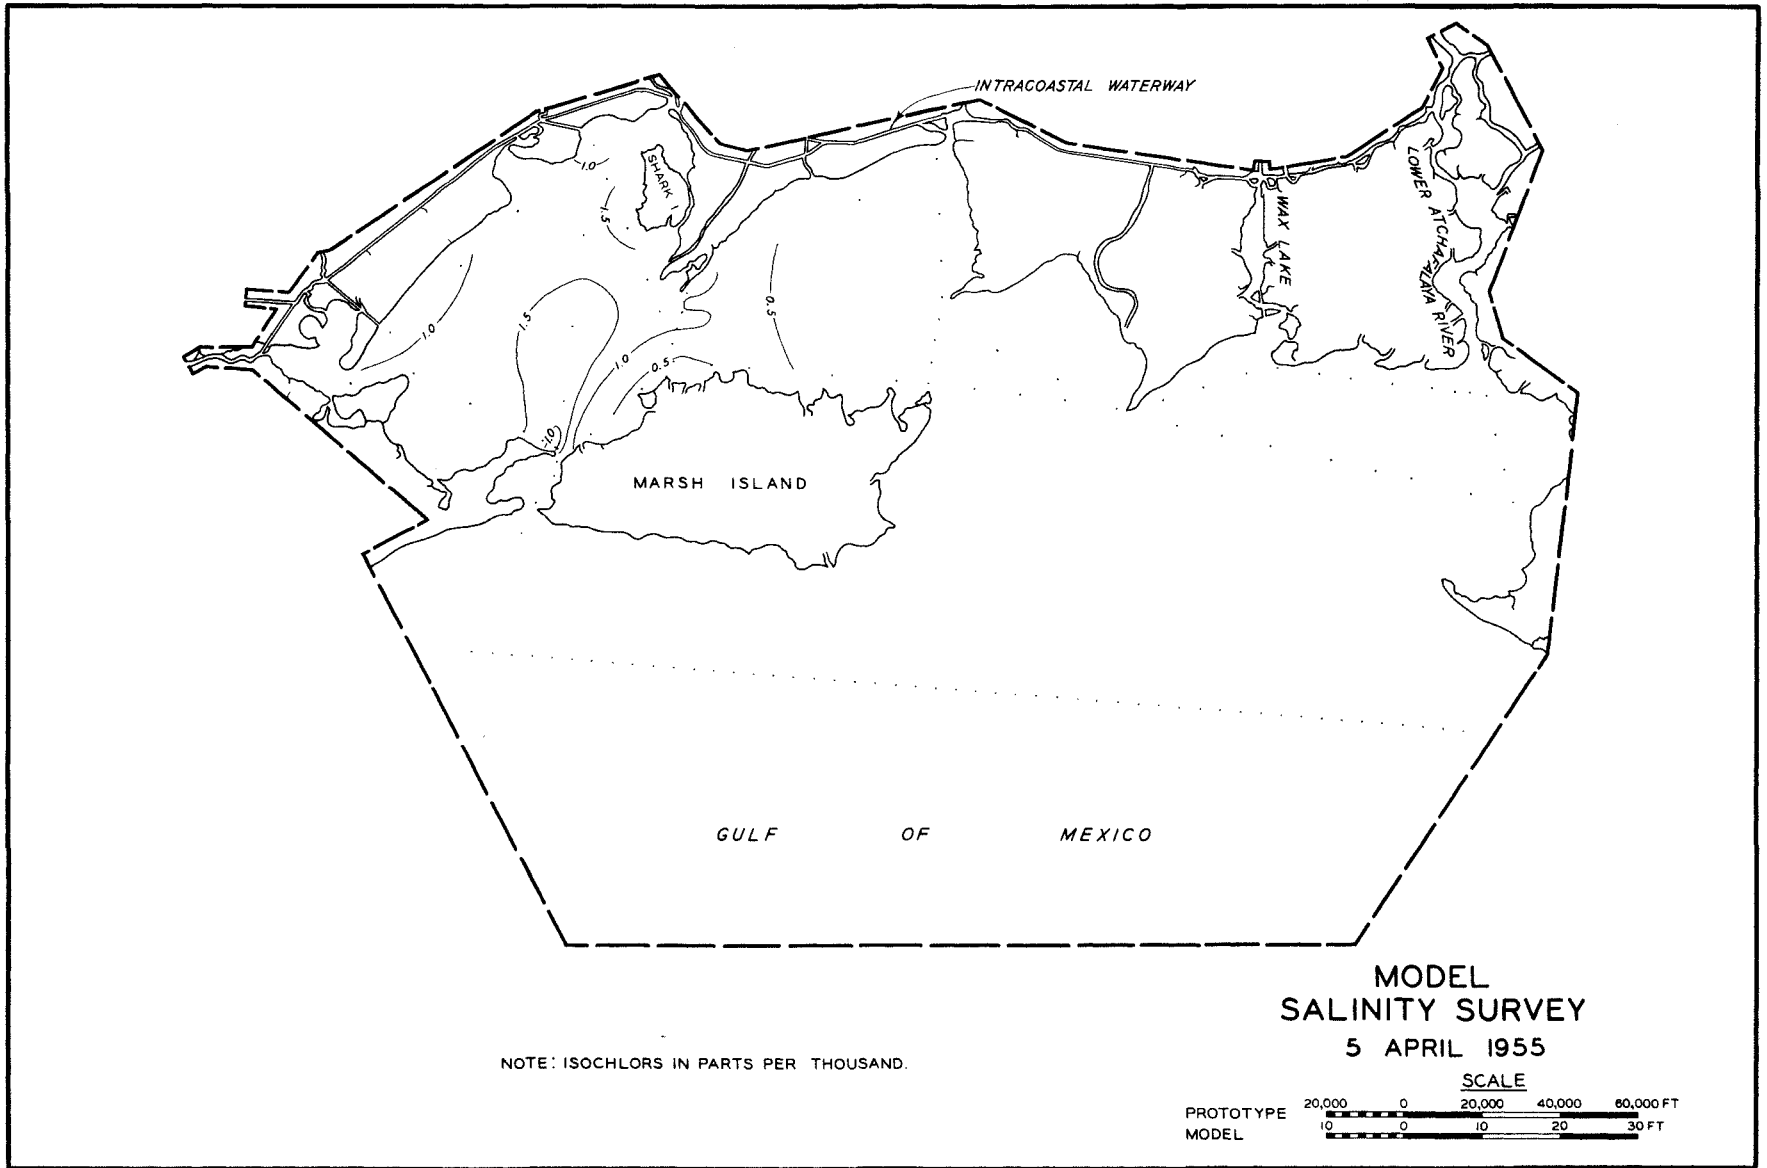 INTRACOASTAL WATERWAY
SHARK I
1.0
1.5
WAX LAKE
LOWER ATCHAFALAYA RIVER
0.5
1.5
1.0
1.0
0.5
1.0
MARSH ISLAND
GULF OF MEXICO
MODEL
SALINITY SURVEY
5 APRIL 1955
NOTE: ISOCHLORS IN PARTS PER THOUSAND.
SCALE
PROTOTYPE 20,000 0 20,000 40,000 60,000 FT
MODEL 10 0 10 20 30 FT